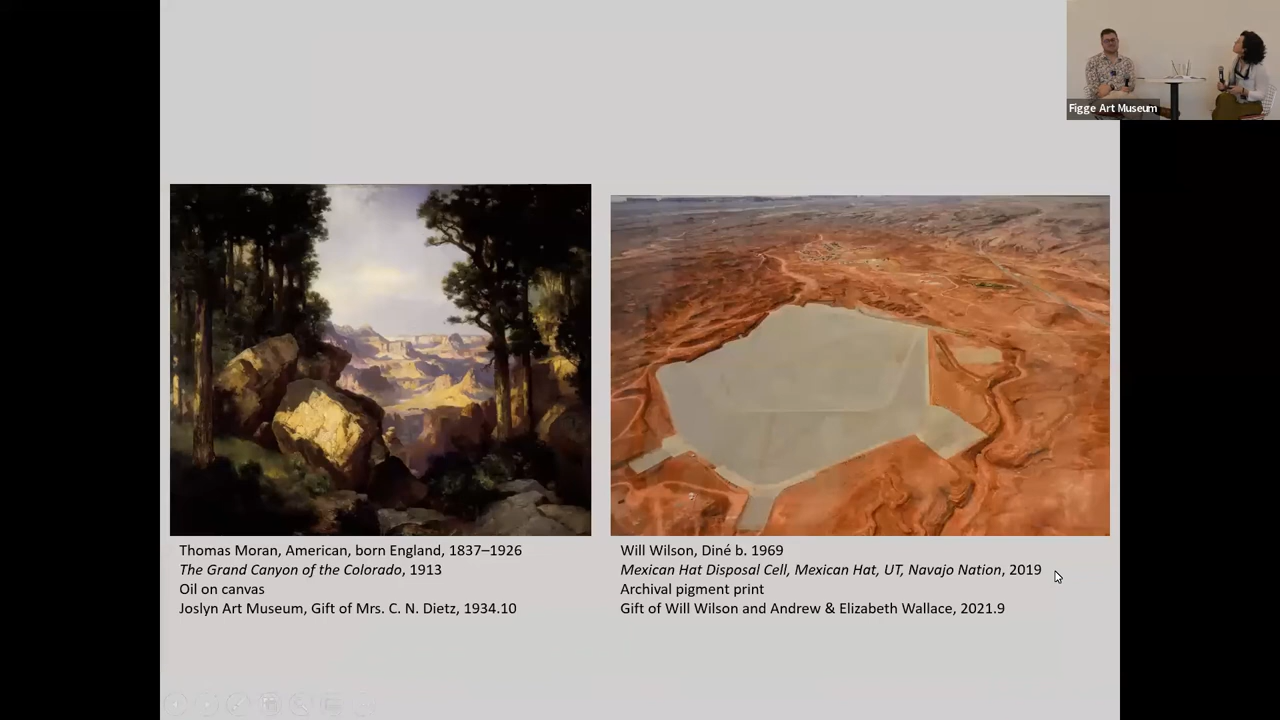 Figge Art Museum
Thomas Moran, American, born England, 1837–1926
The Grand Canyon of the Colorado, 1913
Oil on canvas
Joslyn Art Museum, Gift of Mrs. C. N. Dietz, 1934.10
Will Wilson, Diné b. 1969
Mexican Hat Disposal Cell, Mexican Hat, UT, Navajo Nation, 2019
Archival pigment print
Gift of Will Wilson and Andrew & Elizabeth Wallace, 2021.9